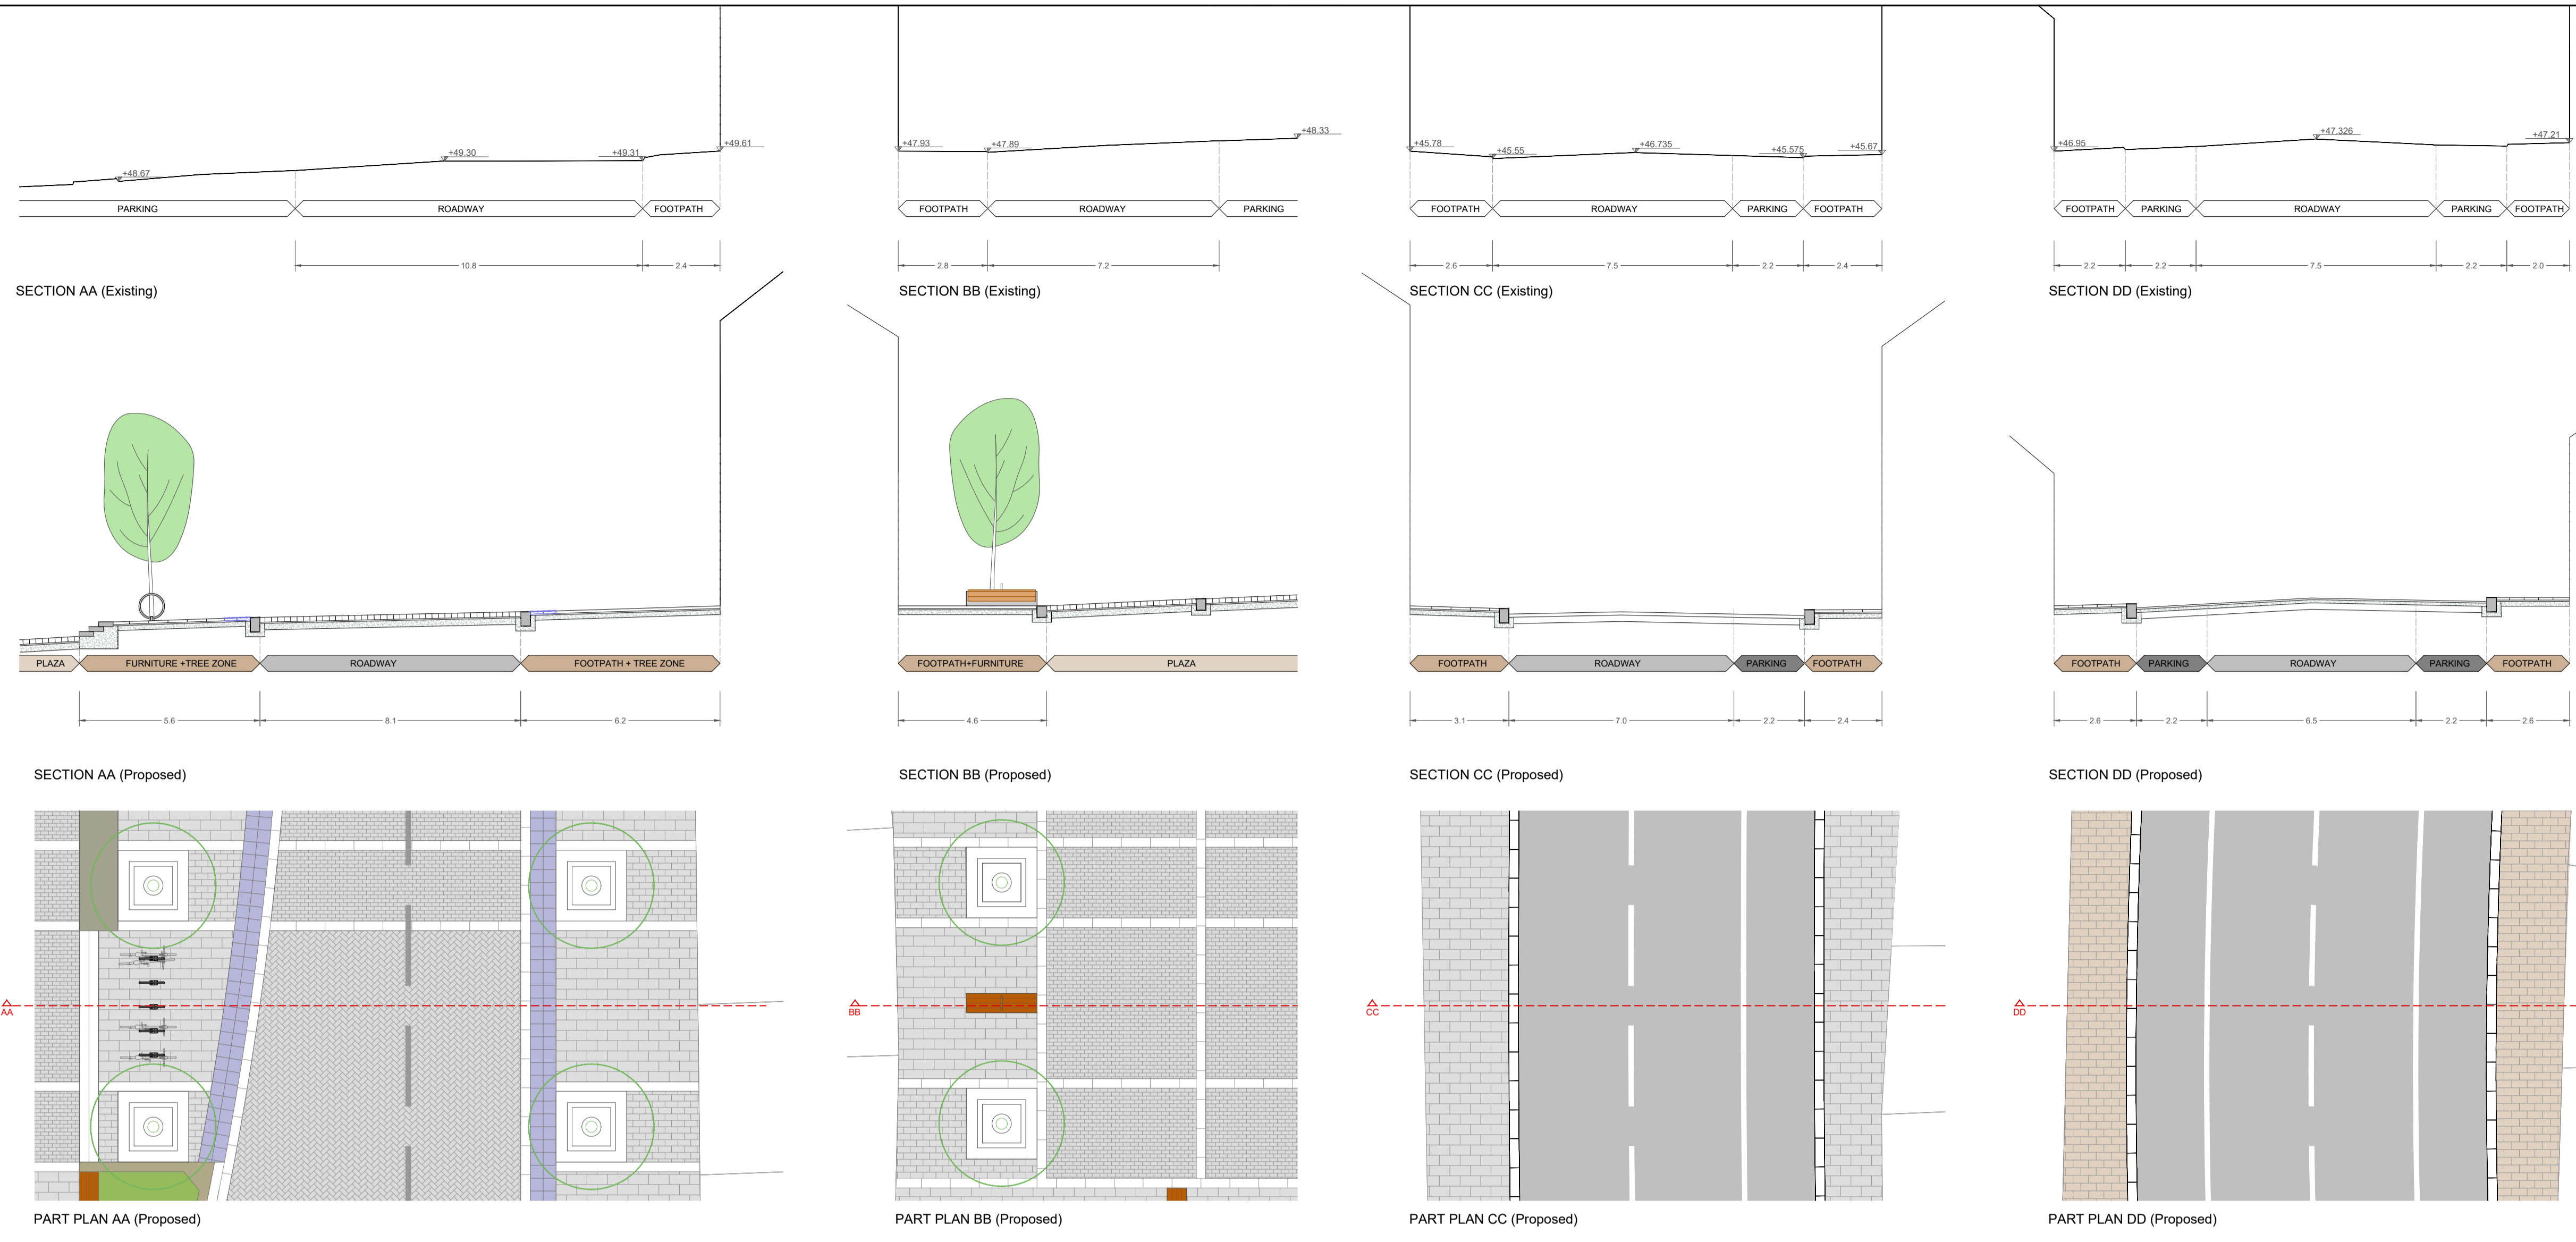 +48.67
+49.30
+49.31
+49.61
PARKING
ROADWAY
FOOTPATH
10.8
2.4
SECTION AA (Existing)
+47.93
+47.89
+48.33
FOOTPATH
ROADWAY
PARKING
2.8
7.2
SECTION BB (Existing)
+45.78
+45.55
+46.735
+45.575
+45.67
FOOTPATH
ROADWAY
PARKING
FOOTPATH
2.6
7.5
2.2
2.4
SECTION CC (Existing)
+46.95
+47.326
+47.21
FOOTPATH
PARKING
ROADWAY
PARKING
FOOTPATH
2.2
2.2
7.5
2.2
2.0
SECTION DD (Existing)
PLAZA
FURNITURE +TREE ZONE
ROADWAY
FOOTPATH + TREE ZONE
5.6
8.1
6.2
SECTION AA (Proposed)
FOOTPATH+FURNITURE
PLAZA
4.6
SECTION BB (Proposed)
FOOTPATH
ROADWAY
PARKING
FOOTPATH
3.1
7.0
2.2
2.4
SECTION CC (Proposed)
FOOTPATH
PARKING
ROADWAY
PARKING
FOOTPATH
2.6
2.2
6.5
2.2
2.6
SECTION DD (Proposed)
AA
PART PLAN AA (Proposed)
BB
PART PLAN BB (Proposed)
CC
PART PLAN CC (Proposed)
DD
PART PLAN DD (Proposed)